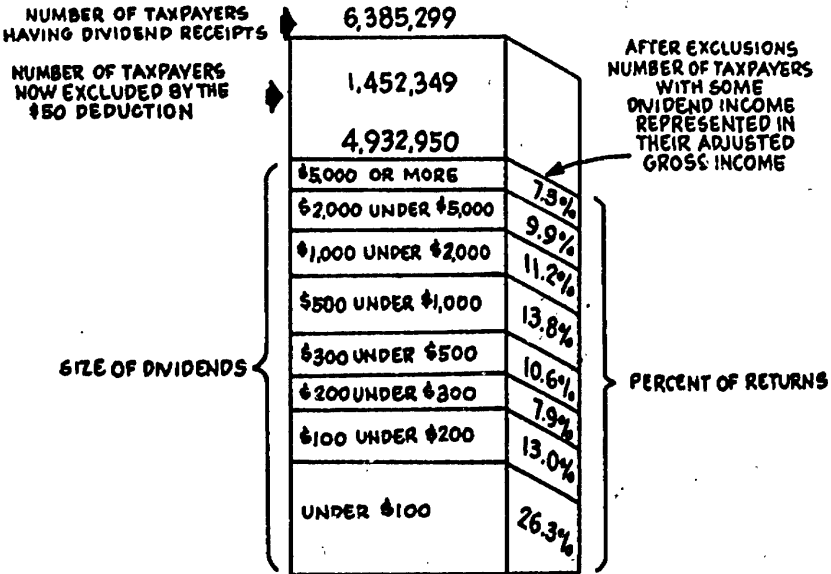 NUMBER OF TAXPAYERS
HAVING DIVIDEND RECEIPTS
6,385,299
NUMBER OF TAXPAYERS
NOW EXCLUDED BY THE
$50 DEDUCTION
1,452,349
4,932,950
AFTER EXCLUSIONS
NUMBER OF TAXPAYERS
WITH SOME
DIVIDEND INCOME
REPRESENTED IN
THEIR ADJUSTED
GROSS INCOME
SIZE OF DIVIDENDS
$5,000 OR MORE
7.3%
$2,000 UNDER $5,000
9.9%
$1,000 UNDER $2,000
11.2%
$500 UNDER $1,000
13.8%
$300 UNDER $500
10.6%
$200 UNDER $300
7.9%
$100 UNDER $200
13.0%
UNDER $100
26.3%
PERCENT OF RETURNS